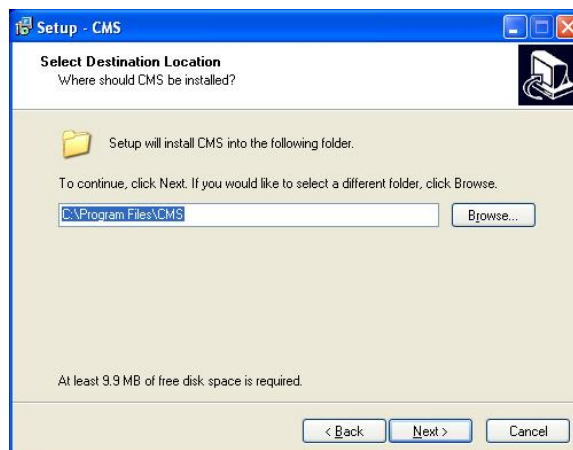 Setup - CMS
Select Destination Location
Where should CMS be installed?
Setup will install CMS into the following folder.
To continue, click Next. If you would like to select a different folder, click Browse.
C:\Program Files\CMS
Browse...
At least 9.9 MB of free disk space is required.
< Back
Next >
Cancel